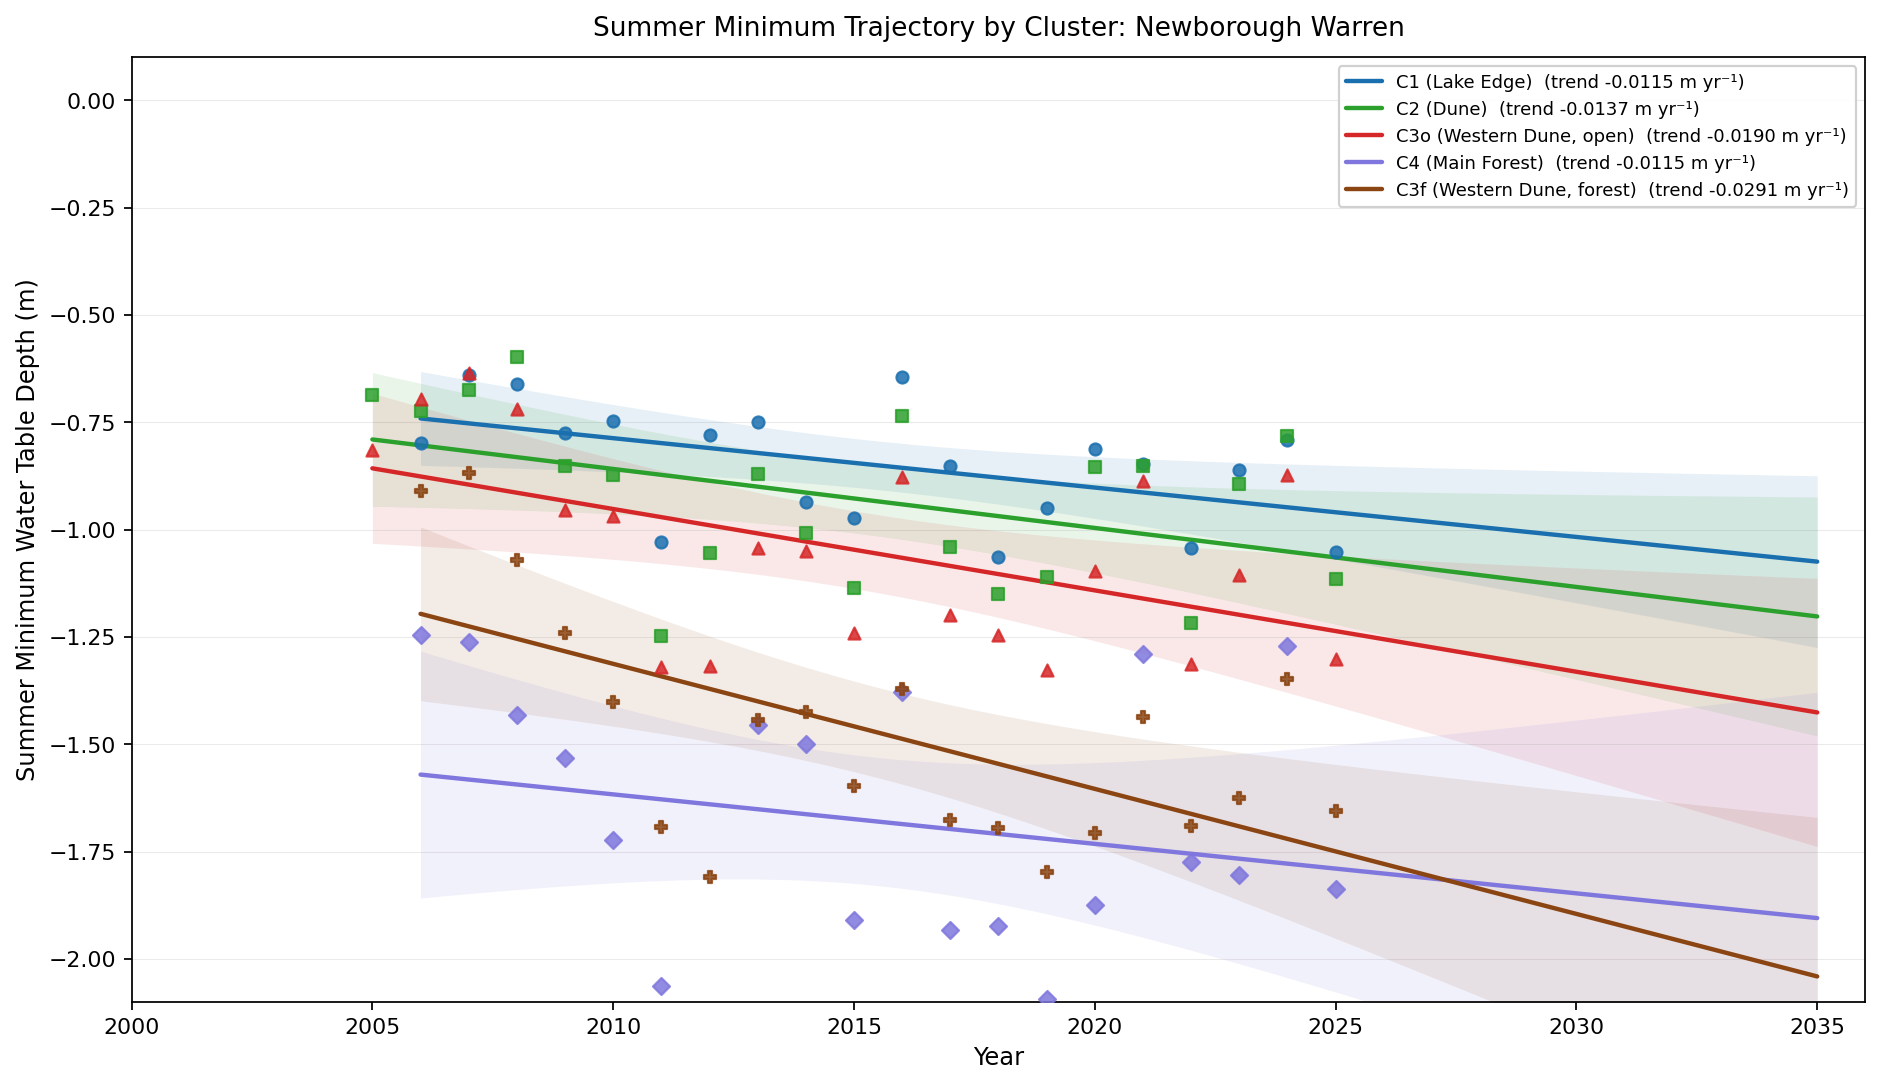 Summer Minimum Trajectory by Cluster: Newborough Warren
C1 (Lake Edge)  (trend -0.0115 m yr⁻¹)
C2 (Dune)  (trend -0.0137 m yr⁻¹)
C3o (Western Dune, open)  (trend -0.0190 m yr⁻¹)
C4 (Main Forest)  (trend -0.0115 m yr⁻¹)
C3f (Western Dune, forest)  (trend -0.0291 m yr⁻¹)
Summer Minimum Water Table Depth (m)
0.00
−0.25
−0.50
−0.75
−1.00
−1.25
−1.50
−1.75
−2.00
2000 2005 2010 2015 2020 2025 2030 2035
Year